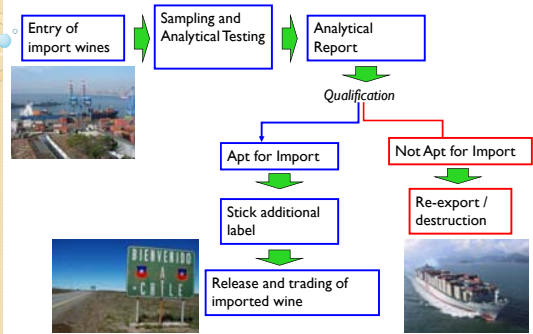 Entry of
import wines
Sampling and
Analytical Testing
Analytical
Report
Qualification
Apt for Import
Not Apt for Import
Stick additional
label
Re-export /
destruction
Release and trading of
imported wine
BIENVENIDO
A
CHILE